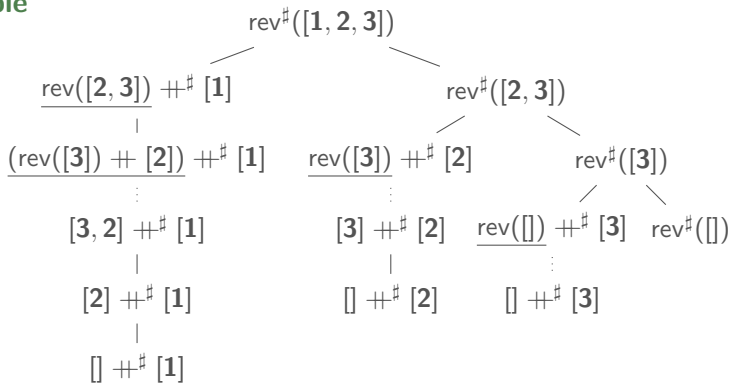 ple
rev♯([1, 2, 3])
rev([2, 3]) ++♯ [1] rev♯([2, 3])
(rev([3]) ++ [2]) ++♯ [1] rev([3]) ++♯ [2] rev♯([3])
[3, 2] ++♯ [1] [3] ++♯ [2] rev([]) ++♯ [3] rev♯([])
[2] ++♯ [1] [] ++♯ [2] [] ++♯ [3]
[] ++♯ [1]